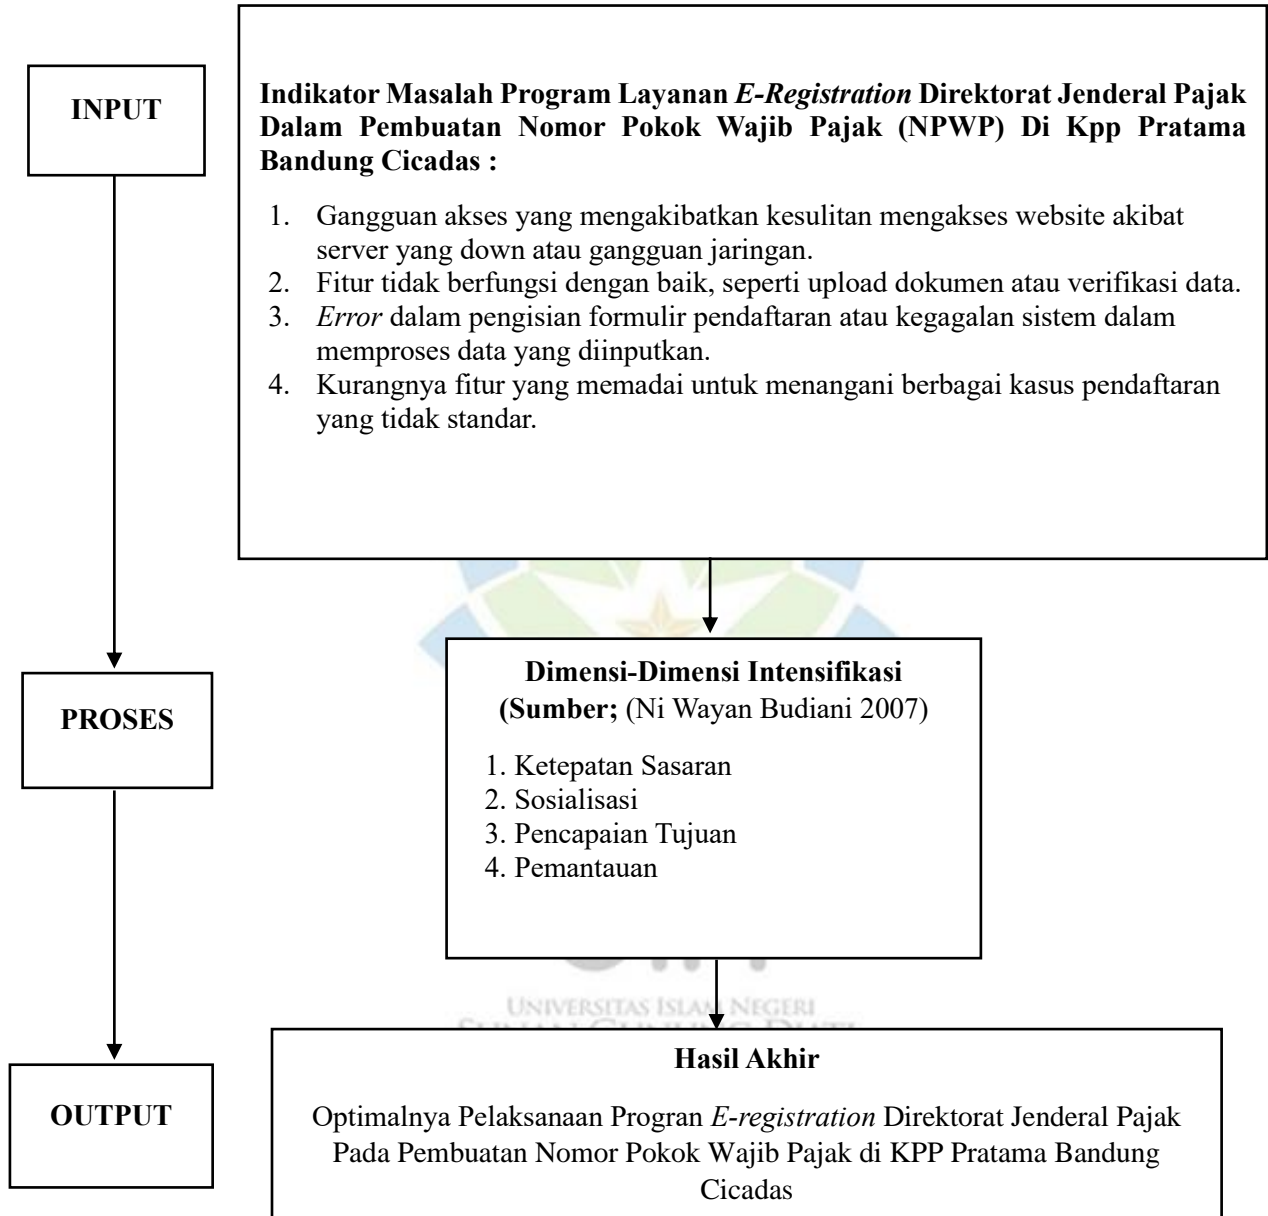 INPUT
Indikator Masalah Program Layanan E-Registration Direktorat Jenderal Pajak
Dalam Pembuatan Nomor Pokok Wajib Pajak (NPWP) Di Kpp Pratama
Bandung Cicadas :
1. Gangguan akses yang mengakibatkan kesulitan mengakses website akibat
server yang down atau gangguan jaringan.
2. Fitur tidak berfungsi dengan baik, seperti upload dokumen atau verifikasi data.
3. Error dalam pengisian formulir pendaftaran atau kegagalan sistem dalam
memproses data yang diinputkan.
4. Kurangnya fitur yang memadai untuk menangani berbagai kasus pendaftaran
yang tidak standar.
PROSES
Dimensi-Dimensi Intensifikasi
(Sumber; (Ni Wayan Budiani 2007)
1. Ketepatan Sasaran
2. Sosialisasi
3. Pencapaian Tujuan
4. Pemantauan
UNIVERSITAS ISLAM NEGERI
OUTPUT
Hasil Akhir
Optimalnya Pelaksanaan Progran E-registration Direktorat Jenderal Pajak
Pada Pembuatan Nomor Pokok Wajib Pajak di KPP Pratama Bandung
Cicadas